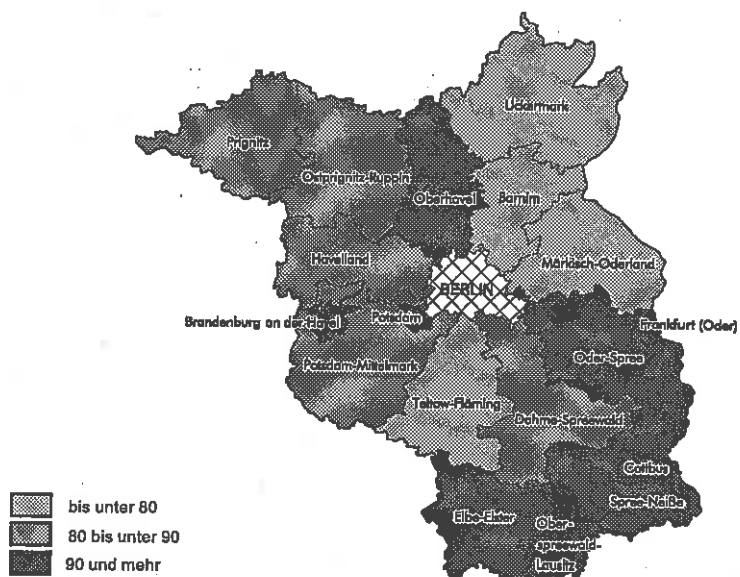 Uckermark
Prignitz
Ostprignitz-Ruppin
Oberhavel
Barnim
Havelland
Märkisch-Oderland
BERLIN
Brandenburg an der Havel
Potsdam
Frankfurt (Oder)
Oder-Spree
Potsdam-Mittelmark
Teltow-Fläming
Dahme-Spreewald
Cottbus
Spree-Neiße
Elbe-Elster
Ober-
spreewald-
Lausitz
bis unter 80
80 bis unter 90
90 und mehr